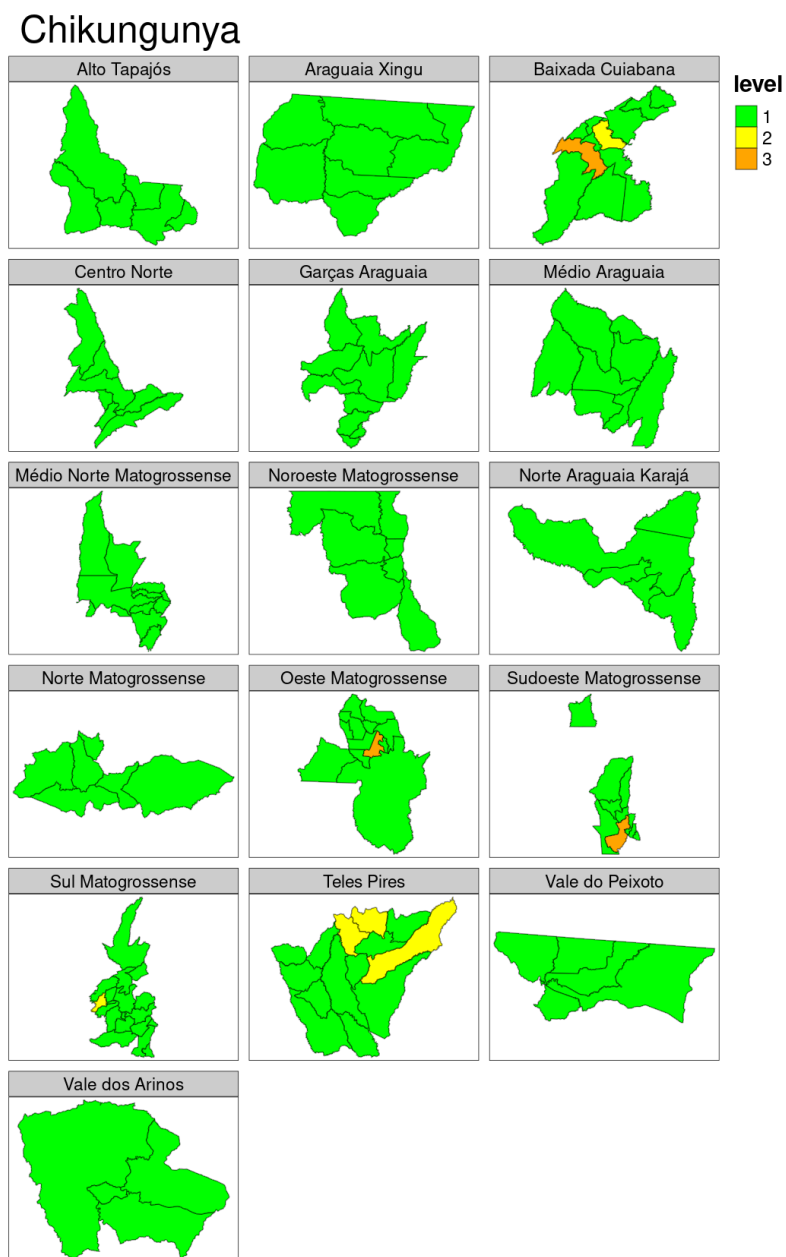 Chikungunya
Alto Tapajós
Araguaia Xingu
Baixada Cuiabana
level
1
2
3
Centro Norte
Garças Araguaia
Médio Araguaia
Médio Norte Matogrossense
Noroeste Matogrossense
Norte Araguaia Karajá
Norte Matogrossense
Oeste Matogrossense
Sudoeste Matogrossense
Sul Matogrossense
Teles Pires
Vale do Peixoto
Vale dos Arinos